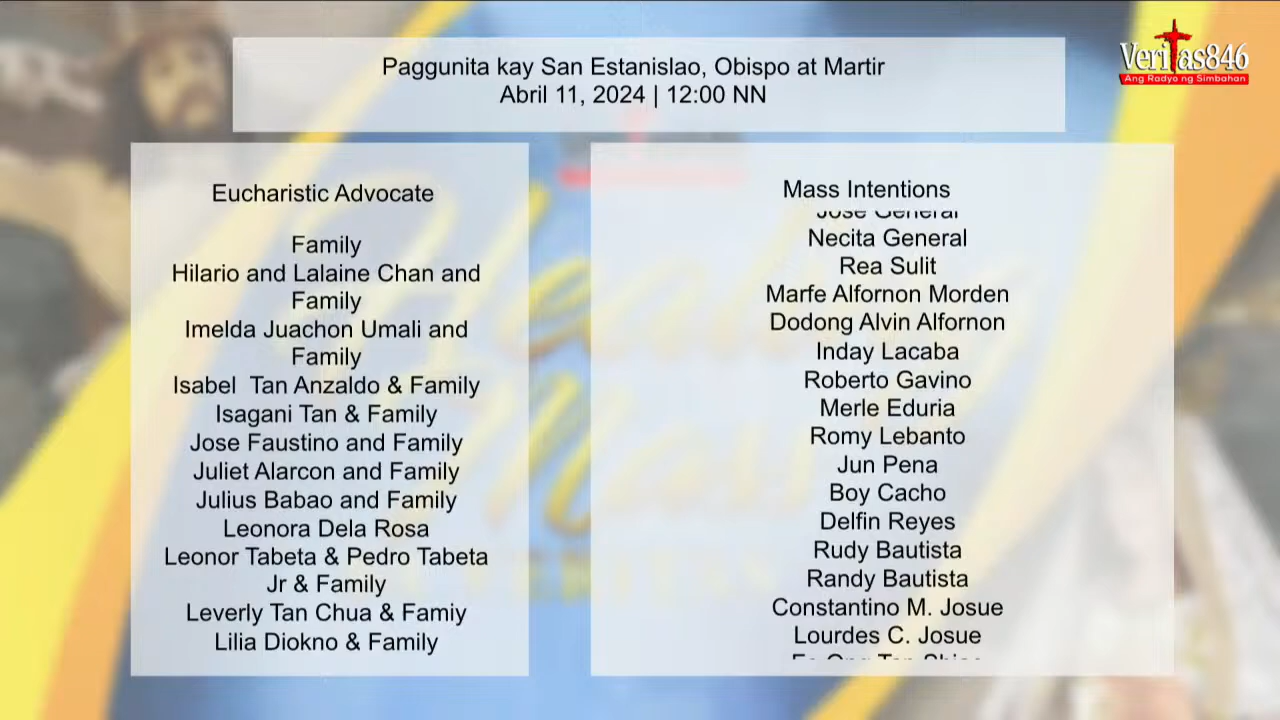 Paggunita kay San Estanislao, Obispo at Martir
Abril 11, 2024 | 12:00 NN
Veritas846
Ang Radyo ng Simbahan
Eucharistic Advocate
Family
Hilario and Lalaine Chan and
Family
Imelda Juachon Umali and
Family
Isabel  Tan Anzaldo & Family
Isagani Tan & Family
Jose Faustino and Family
Juliet Alarcon and Family
Julius Babao and Family
Leonora Dela Rosa
Leonor Tabeta & Pedro Tabeta
Jr & Family
Leverly Tan Chua & Famiy
Lilia Diokno & Family
Mass Intentions
Jose General
Necita General
Rea Sulit
Marfe Alfornon Morden
Dodong Alvin Alfornon
Inday Lacaba
Roberto Gavino
Merle Eduria
Romy Lebanto
Jun Pena
Boy Cacho
Delfin Reyes
Rudy Bautista
Randy Bautista
Constantino M. Josue
Lourdes C. Josue